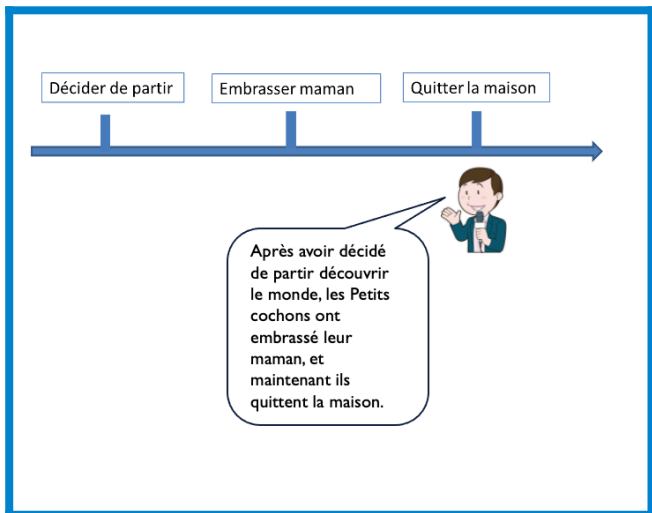 Décider de partir
Embrasser maman
Quitter la maison
Après avoir décidé
de partir découvrir
le monde, les Petits
cochons ont
embrassé leur
maman, et
maintenant ils
quittent la maison.